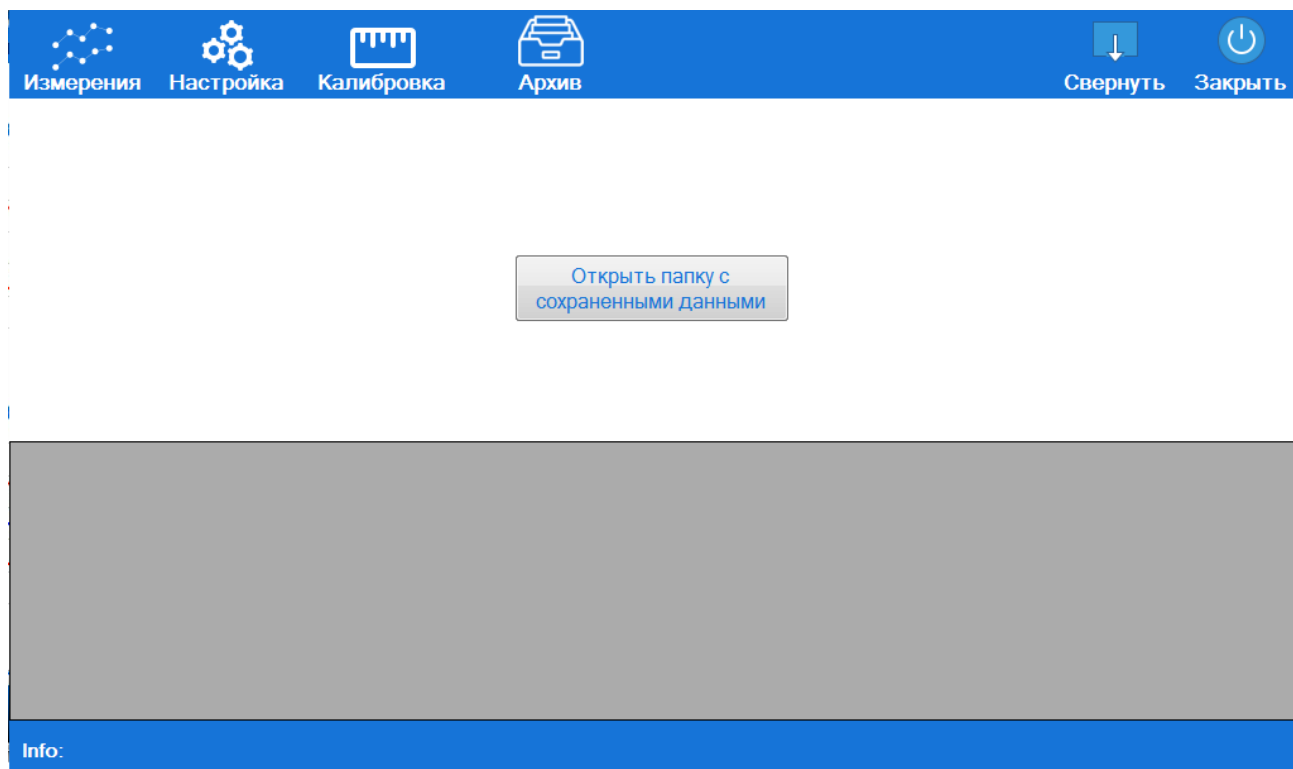 Измерения Настройка Калибровка Архив Свернуть Закрыть
Открыть папку с
сохраненными данными
Info: